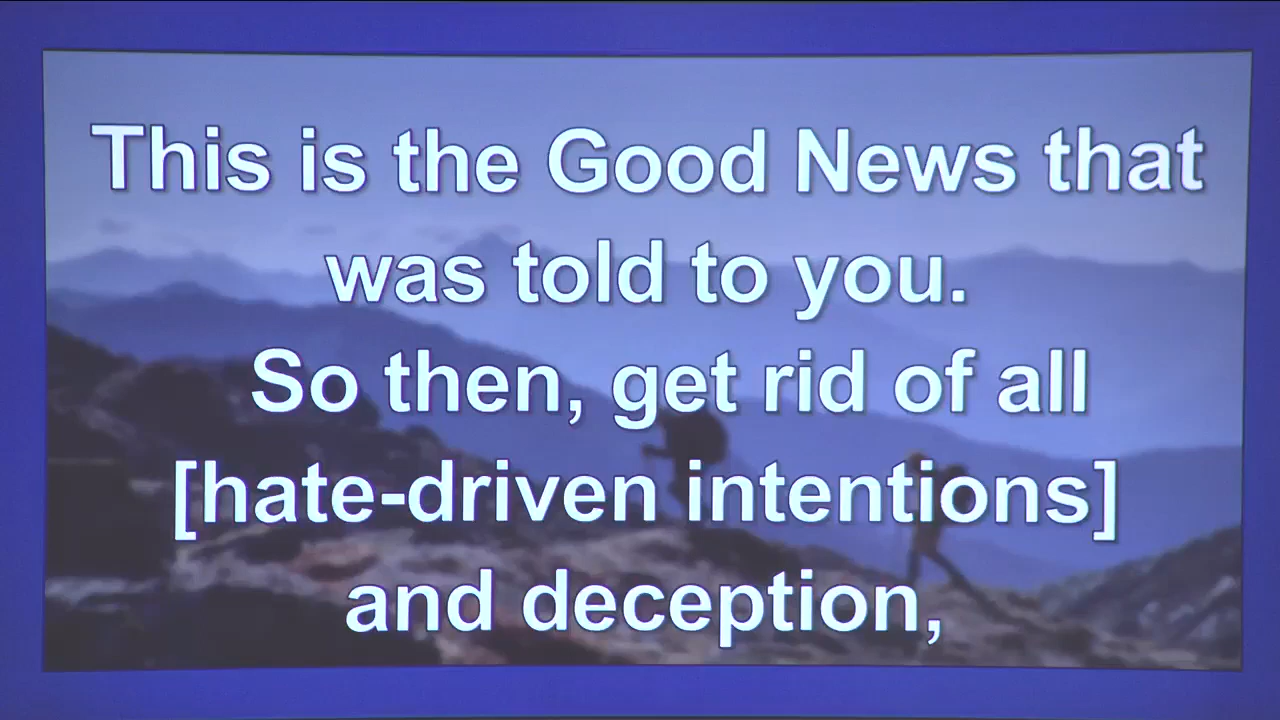 This is the Good News that
was told to you.
So then, get rid of all
[hate-driven intentions]
and deception,